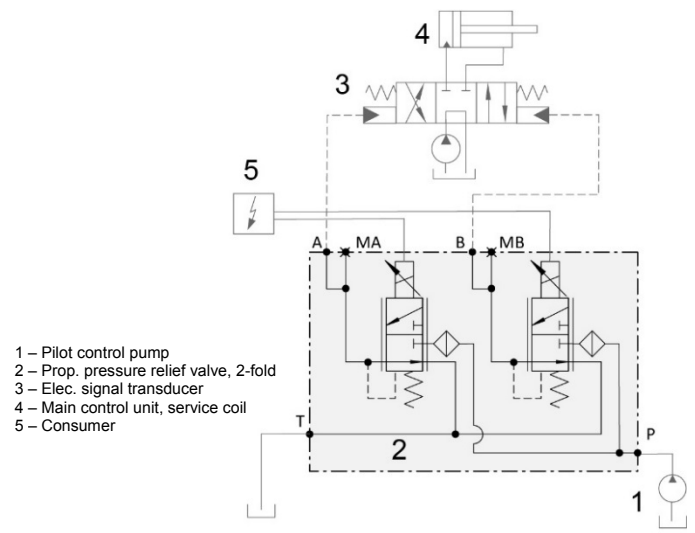 4
3
5
A
MA
B
MB
1 – Pilot control pump
2 – Prop. pressure relief valve, 2-fold
3 – Elec. signal transducer
4 – Main control unit, service coil
5 – Consumer
T
2
P
1